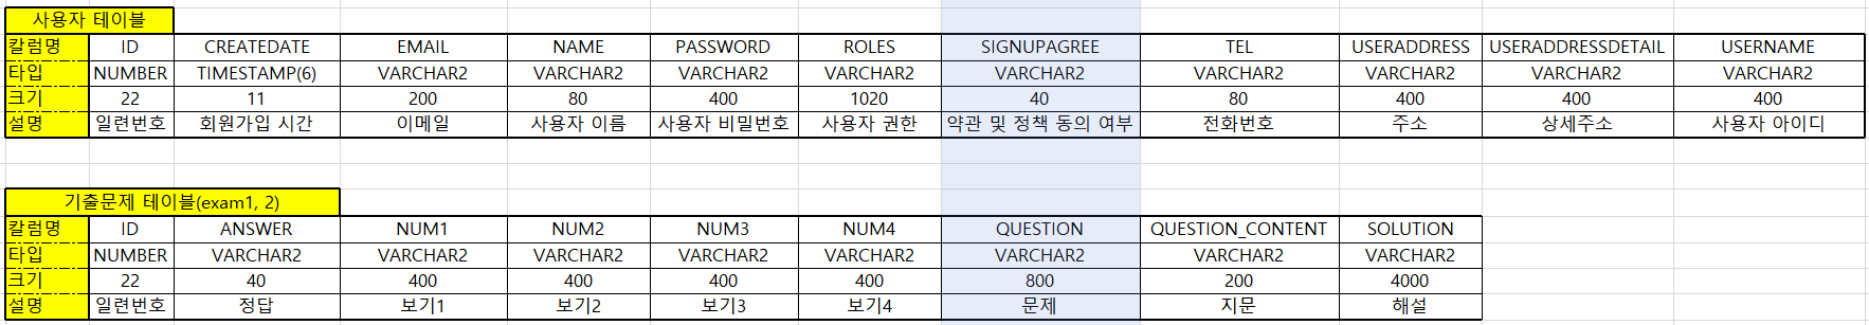 사용자 테이블
칼럼명 ID CREATEDATE EMAIL NAME PASSWORD ROLES SIGNUPAGREE TEL USERADDRESS USERADDRESSDETAIL USERNAME
타입 NUMBER TIMESTAMP(6) VARCHAR2 VARCHAR2 VARCHAR2 VARCHAR2 VARCHAR2 VARCHAR2 VARCHAR2 VARCHAR2 VARCHAR2
크기 22 11 200 80 400 1020 40 80 400 400 400
설명 일련번호 회원가입 시간 이메일 사용자 이름 사용자 비밀번호 사용자 권한 약관 및 정책 동의 여부 전화번호 주소 상세주소 사용자 아이디
기출문제 테이블(exam1, 2)
칼럼명 ID ANSWER NUM1 NUM2 NUM3 NUM4 QUESTION QUESTION_CONTENT SOLUTION
타입 NUMBER VARCHAR2 VARCHAR2 VARCHAR2 VARCHAR2 VARCHAR2 VARCHAR2 VARCHAR2 VARCHAR2
크기 22 40 400 400 400 400 800 200 4000
설명 일련번호 정답 보기1 보기2 보기3 보기4 문제 지문 해설